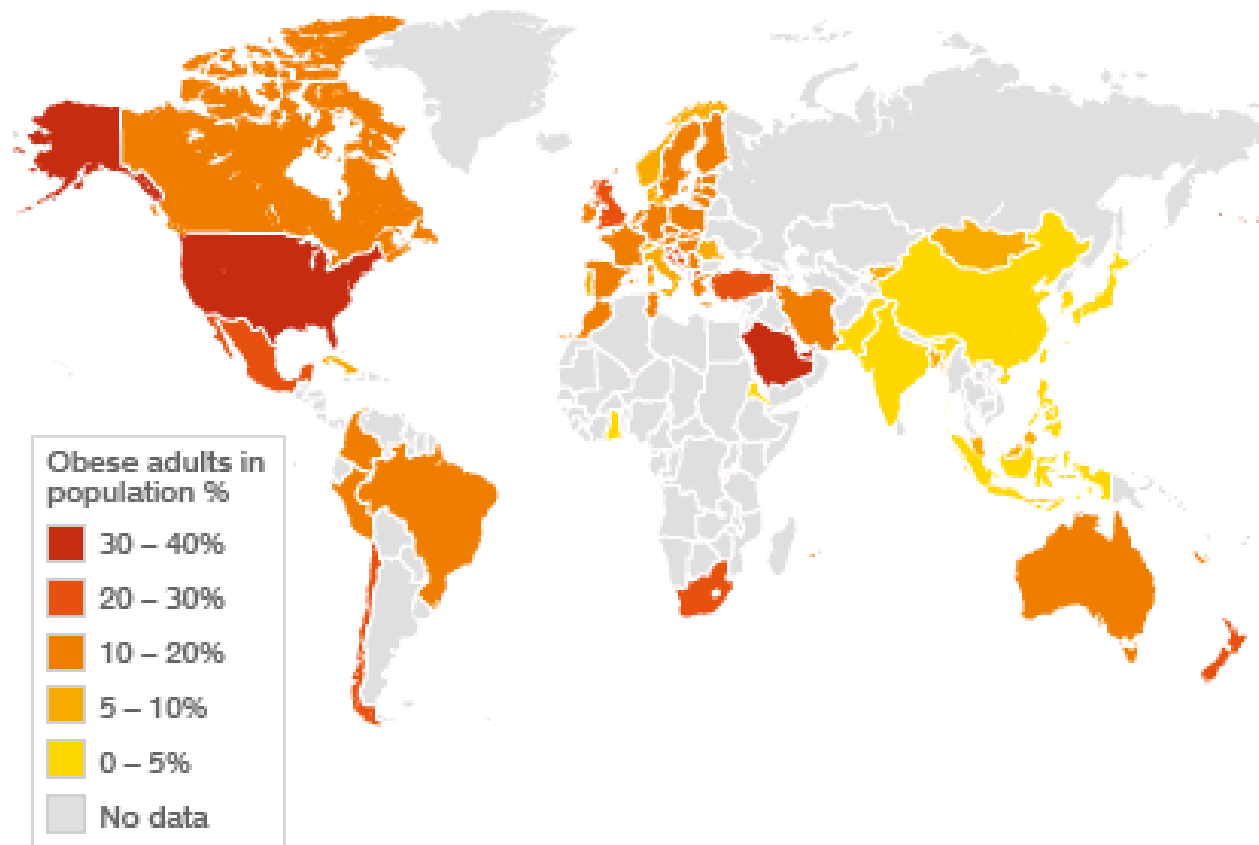 Obese adults in
population %
30 – 40%
20 – 30%
10 – 20%
5 – 10%
0 – 5%
No data